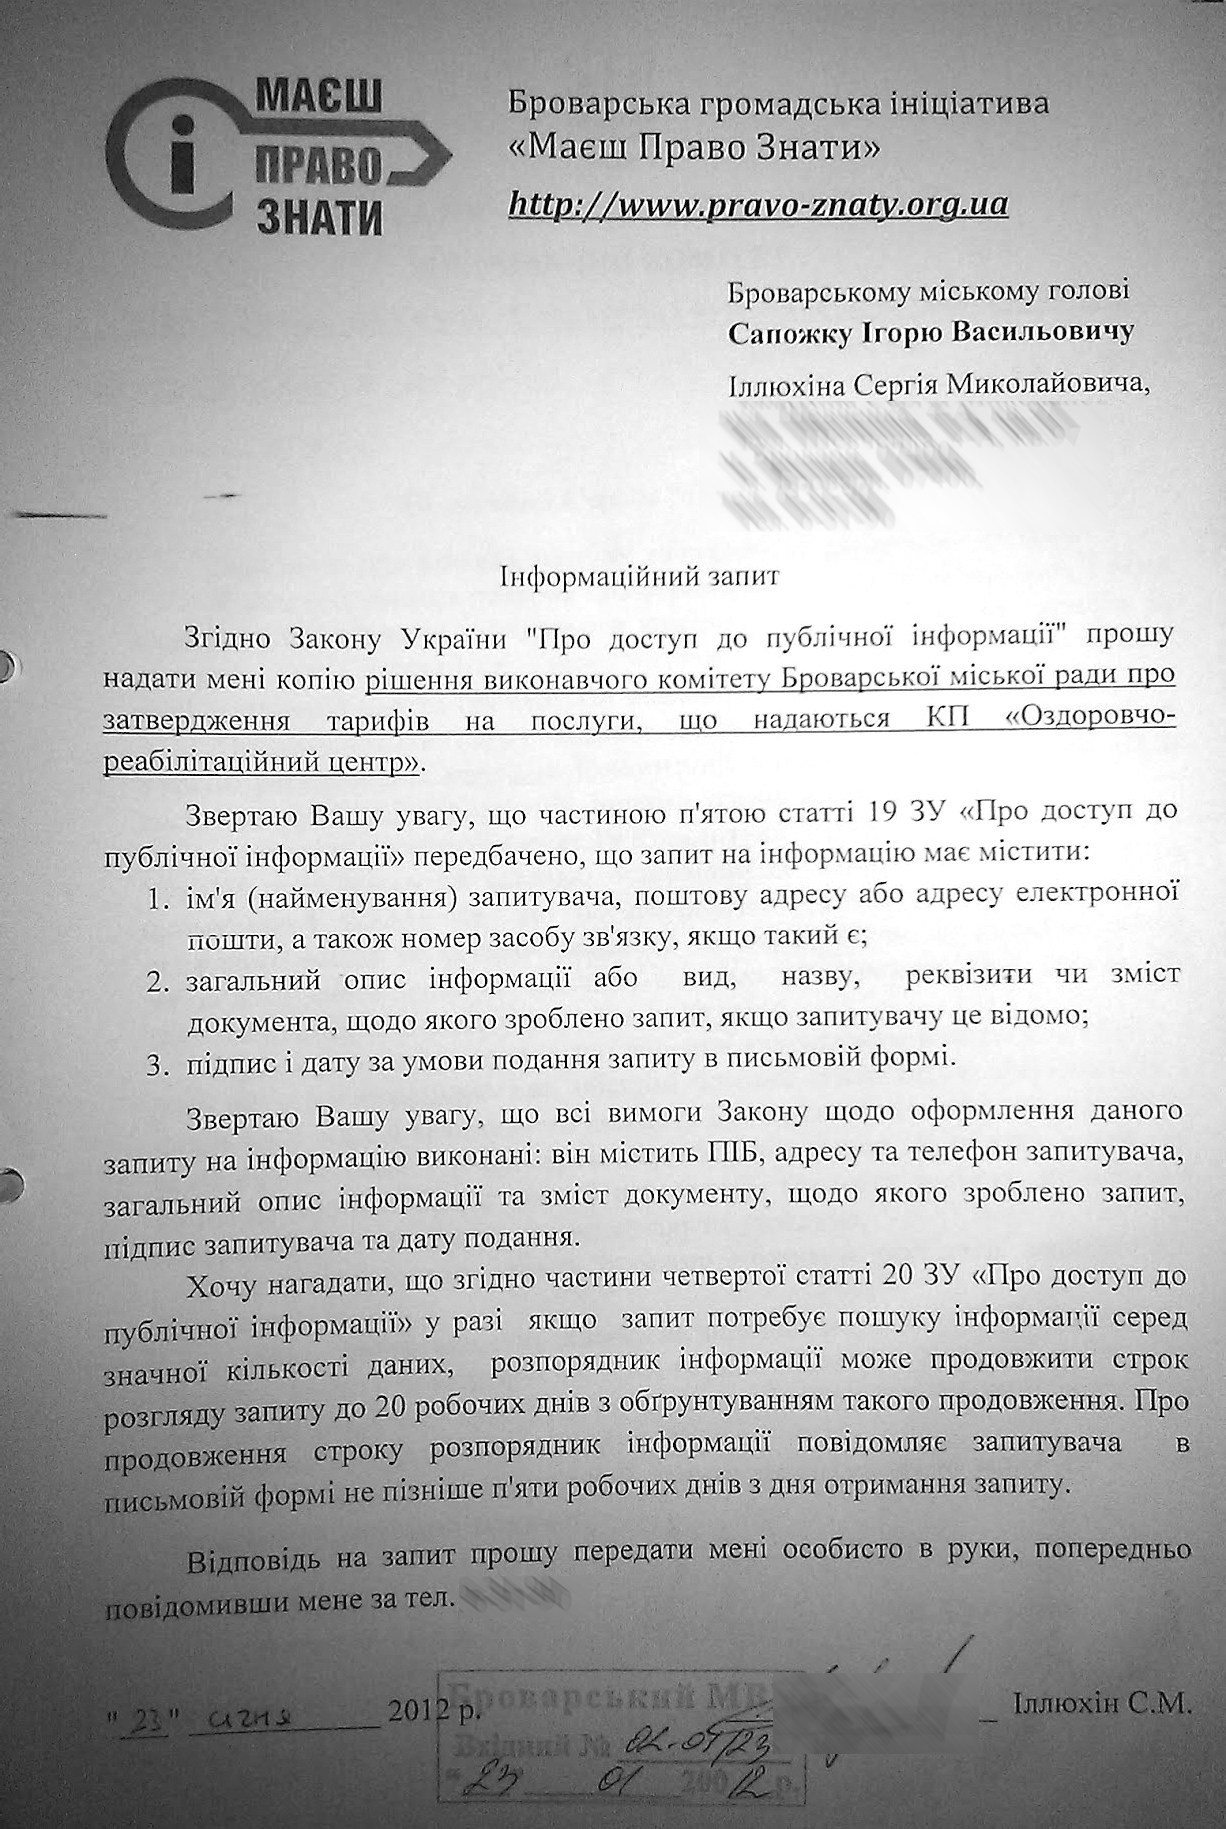 МАЄШ
ПРАВО
ЗНАТИ
Броварська громадська ініціатива
«Маєш Право Знати»
http://www.pravo-znaty.org.ua
Броварському міському голові
Сапожку Ігорю Васильовичу
Іллюхіна Сергія Миколайовича,
Інформаційний запит
Згідно Закону України "Про доступ до публічної інформації" прошу
надати мені копію рішення виконавчого комітету Броварської міської ради про
затвердження тарифів на послуги, що надаються КП «Оздоровчо-
реабілітаційний центр».
Звертаю Вашу увагу, що частиною п'ятою статті 19 ЗУ «Про доступ до
публічної інформації» передбачено, що запит на інформацію має містити:
1. ім'я (найменування) запитувача, поштову адресу або адресу електронної
пошти, а також номер засобу зв'язку, якщо такий є;
2. загальний опис інформації або вид, назву, реквізити чи зміст
документа, щодо якого зроблено запит, якщо запитувачу це відомо;
3. підпис і дату за умови подання запиту в письмовій формі.
Звертаю Вашу увагу, що всі вимоги Закону щодо оформлення даного
запиту на інформацію виконані: він містить ПІБ, адресу та телефон запитувача,
загальний опис інформації та зміст документу, щодо якого зроблено запит,
підпис запитувача та дату подання.
Хочу нагадати, що згідно частини четвертої статті 20 ЗУ «Про доступ до
публічної інформації» у разі якщо запит потребує пошуку інформації серед
значної кількості даних, розпорядник інформації може продовжити строк
розгляду запиту до 20 робочих днів з обґрунтуванням такого продовження. Про
продовження строку розпорядник інформації повідомляє запитувача в
письмовій формі не пізніше п'яти робочих днів з дня отримання запиту.
Відповідь на запит прошу передати мені особисто в руки, попередньо
повідомивши мене за тел.
"23" січня 2012 р. _ Іллюхін С.М.
Броварський МВ
Вхідний №
"23" 01 2012 р.